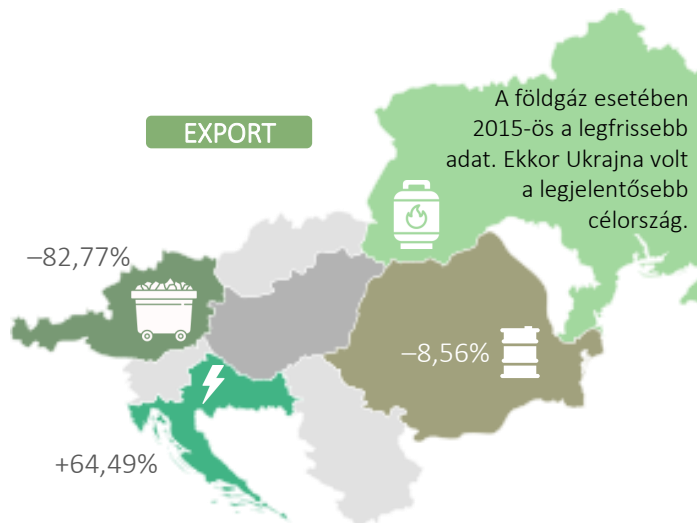 EXPORT
A földgáz esetében
2015-ös a legfrissebb
adat. Ekkor Ukrajna volt
a legjelentősebb
célország.
–82,77%
–8,56%
+64,49%